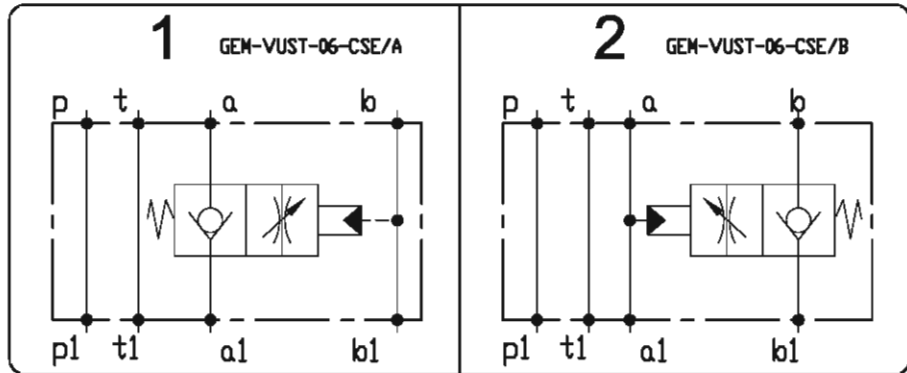 1 GEM-VUST-06-CSE/A
p t a b
p1 t1 a1 b1
2 GEM-VUST-06-CSE/B
p t a b
p1 t1 a1 b1